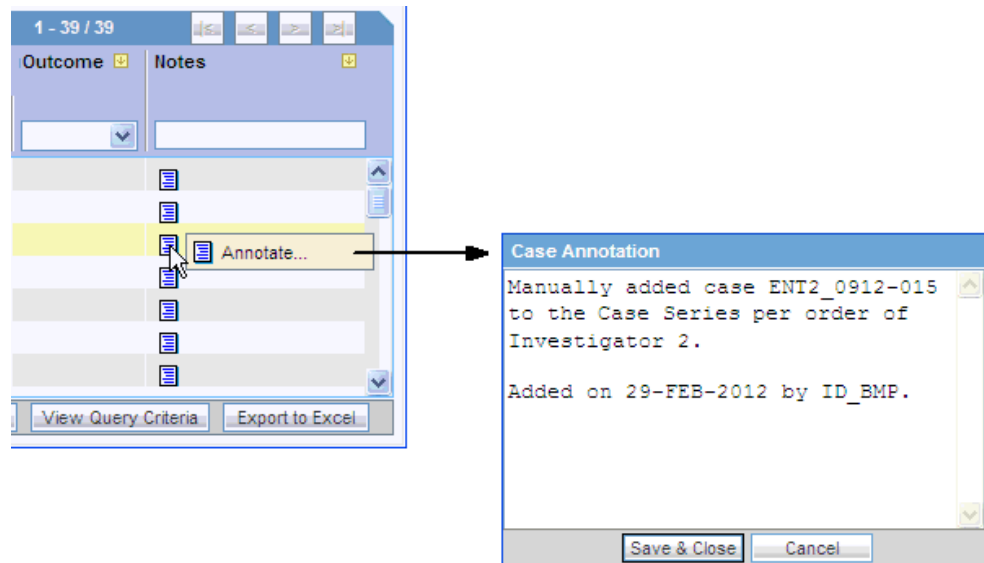 1 - 39 / 39
Outcome Notes
Annotate...
Case Annotation
Manually added case ENT2_0912-015
to the Case Series per order of
Investigator 2.
Added on 29-FEB-2012 by ID_BMP.
View Query Criteria Export to Excel
Save & Close Cancel